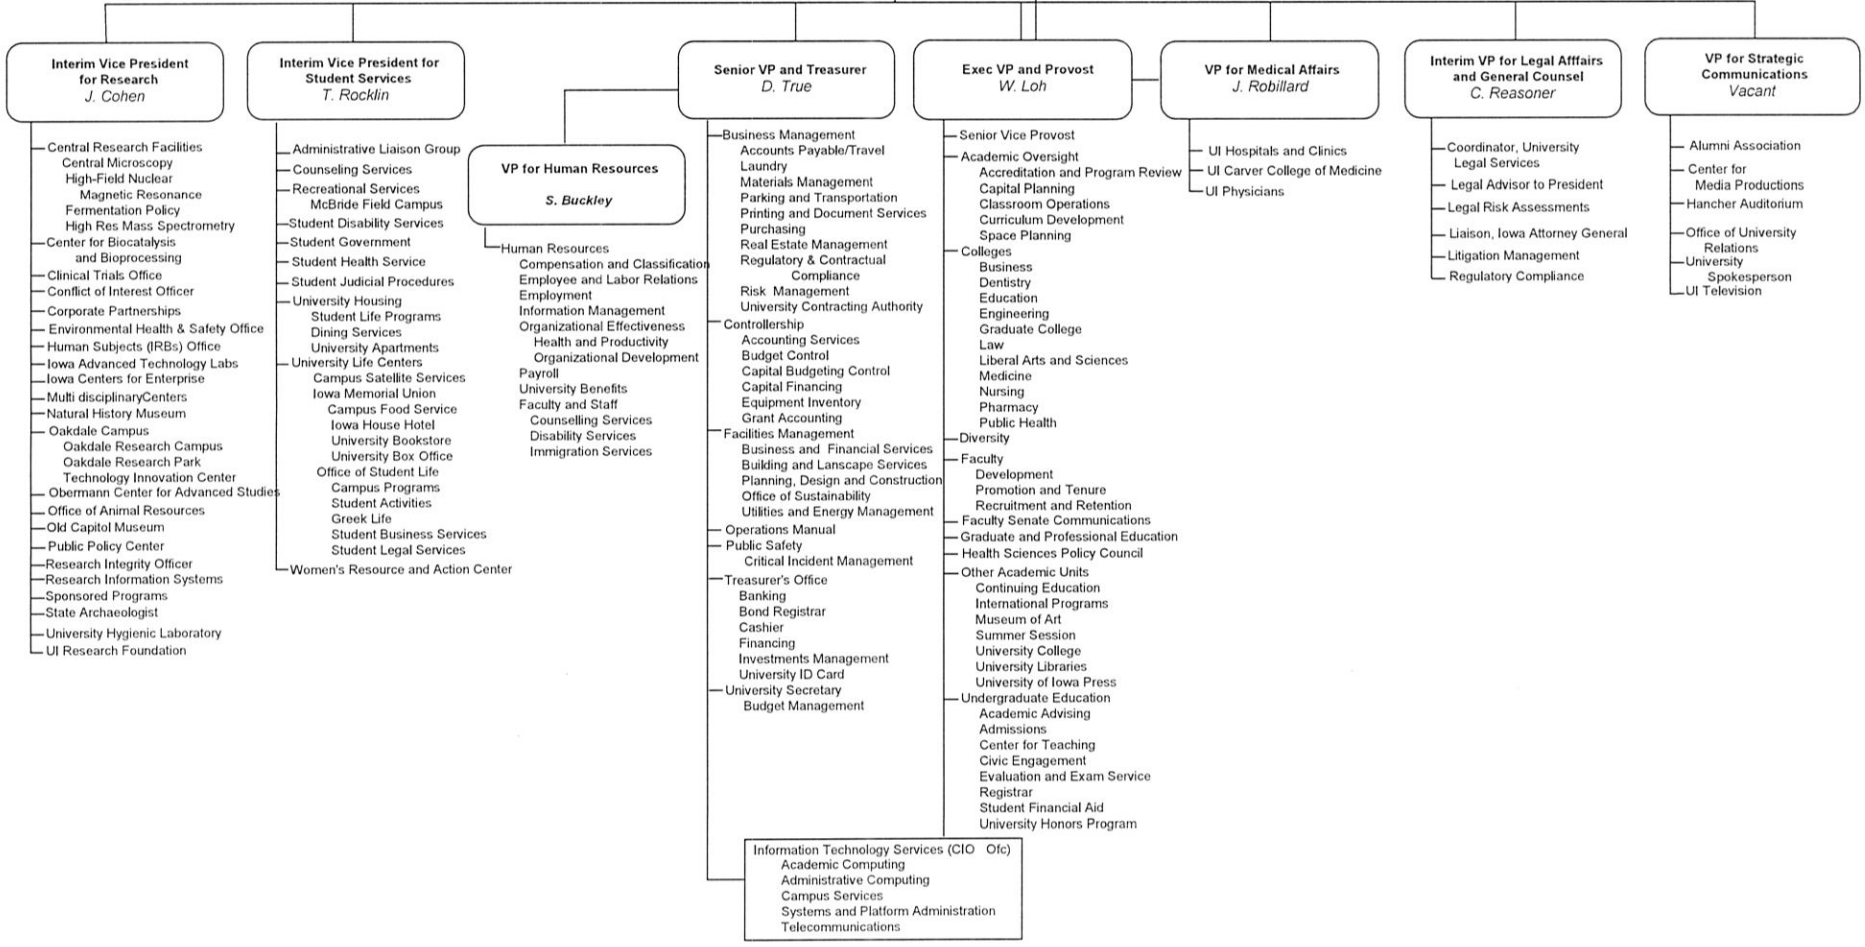 Interim Vice President
for Research
J. Cohen
Central Research Facilities
Central Microscopy
High-Field Nuclear
Magnetic Resonance
Fermentation Policy
High Res Mass Spectrometry
Center for Biocatalysis
and Bioprocessing
Clinical Trials Office
Conflict of Interest Officer
Corporate Partnerships
Environmental Health & Safety Office
Human Subjects (IRBs) Office
Iowa Advanced Technology Labs
Iowa Centers for Enterprise
Multi disciplinaryCenters
Natural History Museum
Oakdale Campus
Oakdale Research Campus
Oakdale Research Park
Technology Innovation Center
Obermann Center for Advanced Studies
Office of Animal Resources
Old Capitol Museum
Public Policy Center
Research Integrity Officer
Research Information Systems
Sponsored Programs
State Archaeologist
University Hygienic Laboratory
UI Research Foundation
Interim Vice President for
Student Services
T. Rocklin
Administrative Liaison Group
Counseling Services
Recreational Services
McBride Field Campus
Student Disability Services
Student Government
Student Health Service
Student Judicial Procedures
University Housing
Student Life Programs
Dining Services
University Apartments
University Life Centers
Campus Satellite Services
Iowa Memorial Union
Campus Food Service
Iowa House Hotel
University Bookstore
University Box Office
Office of Student Life
Campus Programs
Student Activities
Greek Life
Student Business Services
Student Legal Services
Women's Resource and Action Center
VP for Human Resources
S. Buckley
Human Resources
Compensation and Classification
Employee and Labor Relations
Employment
Information Management
Organizational Effectiveness
Health and Productivity
Organizational Development
Payroll
University Benefits
Faculty and Staff
Counselling Services
Disability Services
Immigration Services
Senior VP and Treasurer
D. True
Business Management
Accounts Payable/Travel
Laundry
Materials Management
Parking and Transportation
Printing and Document Services
Purchasing
Real Estate Management
Regulatory & Contractual
Compliance
Risk Management
University Contracting Authority
Controllership
Accounting Services
Budget Control
Capital Budgeting Control
Capital Financing
Equipment Inventory
Grant Accounting
Facilities Management
Business and Financial Services
Building and Lanscape Services
Planning, Design and Construction
Office of Sustainability
Utilities and Energy Management
Operations Manual
Public Safety
Critical Incident Management
Treasurer's Office
Banking
Bond Registrar
Cashier
Financing
Investments Management
University ID Card
University Secretary
Budget Management
Exec VP and Provost
W. Loh
Senior Vice Provost
Academic Oversight
Accreditation and Program Review
Capital Planning
Classroom Operations
Curriculum Development
Space Planning
Colleges
Business
Dentistry
Education
Engineering
Graduate College
Law
Liberal Arts and Sciences
Medicine
Nursing
Pharmacy
Public Health
Diversity
Faculty
Development
Promotion and Tenure
Recruitment and Retention
Faculty Senate Communications
Graduate and Professional Education
Health Sciences Policy Council
Other Academic Units
Continuing Education
International Programs
Museum of Art
Summer Session
University College
University Libraries
University of Iowa Press
Undergraduate Education
Academic Advising
Admissions
Center for Teaching
Civic Engagement
Evaluation and Exam Service
Registrar
Student Financial Aid
University Honors Program
Information Technology Services (CIO Ofc)
Academic Computing
Administrative Computing
Campus Services
Systems and Platform Administration
Telecommunications
VP for Medical Affairs
J. Robillard
UI Hospitals and Clinics
UI Carver College of Medicine
UI Physicians
Interim VP for Legal Afffairs
and General Counsel
C. Reasoner
Coordinator, University
Legal Services
Legal Advisor to President
Legal Risk Assessments
Liaison, Iowa Attorney General
Litigation Management
Regulatory Compliance
VP for Strategic
Communications
Vacant
Alumni Association
Center for
Media Productions
Hancher Auditorium
Office of University
Relations
University
Spokesperson
UI Television